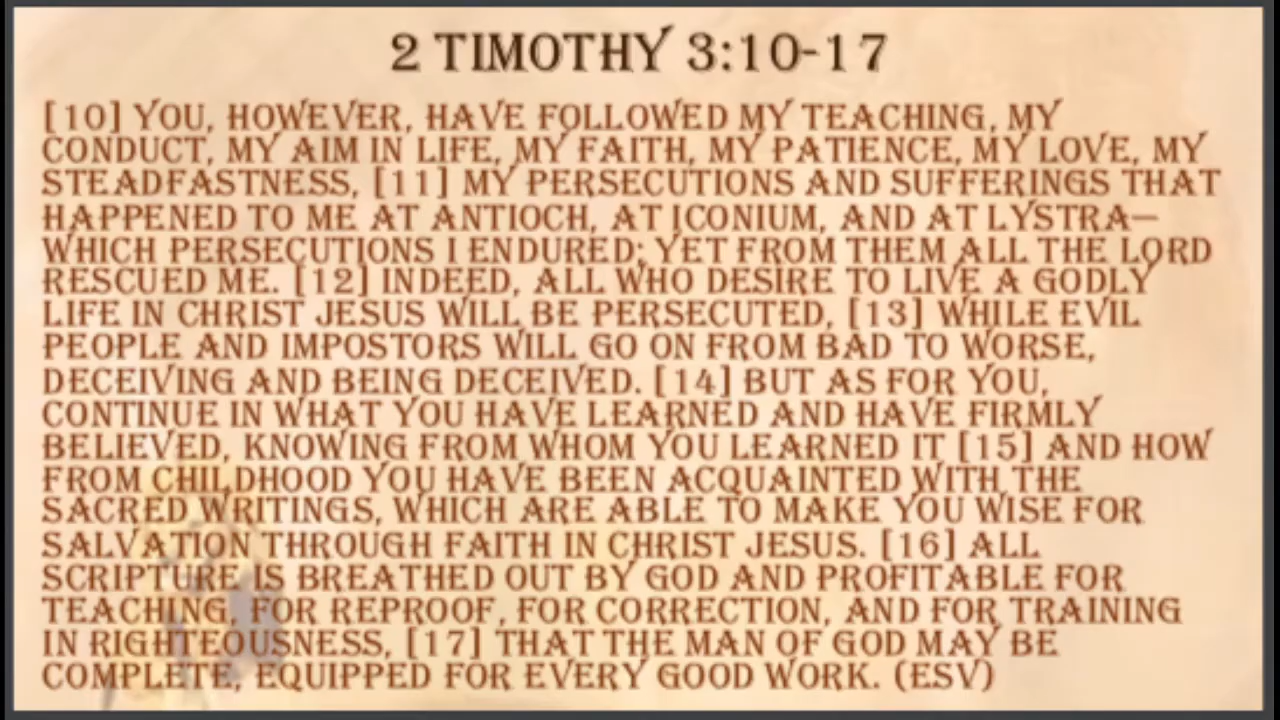 2 TIMOTHY 3:10-17
[10] YOU, HOWEVER, HAVE FOLLOWED MY TEACHING, MY
CONDUCT, MY AIM IN LIFE, MY FAITH, MY PATIENCE, MY LOVE, MY
STEADFASTNESS, [11] MY PERSECUTIONS AND SUFFERINGS THAT
HAPPENED TO ME AT ANTIOCH, AT ICONIUM, AND AT LYSTRA—
WHICH PERSECUTIONS I ENDURED; YET FROM THEM ALL THE LORD
RESCUED ME. [12] INDEED, ALL WHO DESIRE TO LIVE A GODLY
LIFE IN CHRIST JESUS WILL BE PERSECUTED, [13] WHILE EVIL
PEOPLE AND IMPOSTORS WILL GO ON FROM BAD TO WORSE,
DECEIVING AND BEING DECEIVED. [14] BUT AS FOR YOU,
CONTINUE IN WHAT YOU HAVE LEARNED AND HAVE FIRMLY
BELIEVED, KNOWING FROM WHOM YOU LEARNED IT [15] AND HOW
FROM CHILDHOOD YOU HAVE BEEN ACQUAINTED WITH THE
SACRED WRITINGS, WHICH ARE ABLE TO MAKE YOU WISE FOR
SALVATION THROUGH FAITH IN CHRIST JESUS. [16] ALL
SCRIPTURE IS BREATHED OUT BY GOD AND PROFITABLE FOR
TEACHING, FOR REPROOF, FOR CORRECTION, AND FOR TRAINING
IN RIGHTEOUSNESS, [17] THAT THE MAN OF GOD MAY BE
COMPLETE, EQUIPPED FOR EVERY GOOD WORK. (ESV)